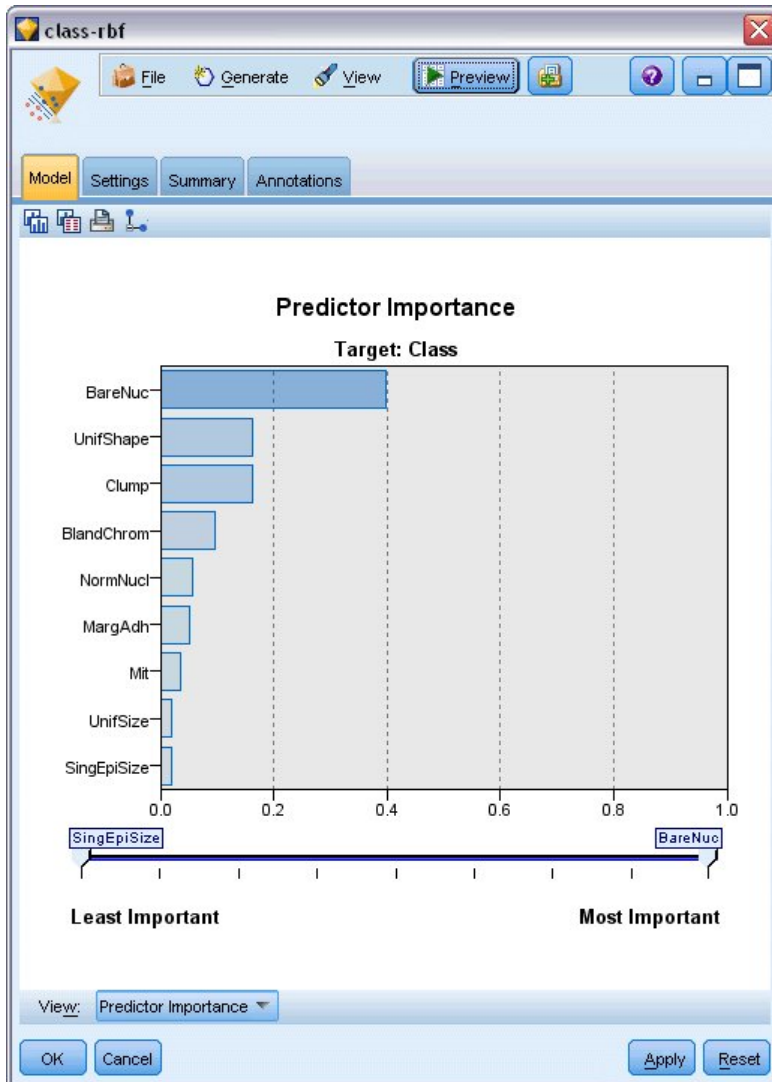 class-rbf
File Generate View Preview
Model Settings Summary Annotations
Predictor Importance
Target: Class
BareNuc
UnifShape
Clump
BlandChrom
NormNucl
MargAdh
Mit
UnifSize
SingEpiSize
0.0 0.2 0.4 0.6 0.8 1.0
SingEpiSize BareNuc
Least Important Most Important
View: Predictor Importance
OK Cancel Apply Reset